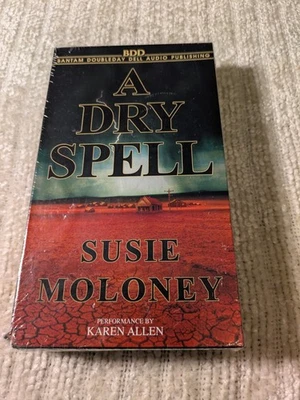 BDD
BANTAM DOUBLEDAY DELL AUDIO PUBLISHING
A
DRY
SPELL
SUSIE
MOLONEY
PERFORMANCE BY
KAREN ALLEN